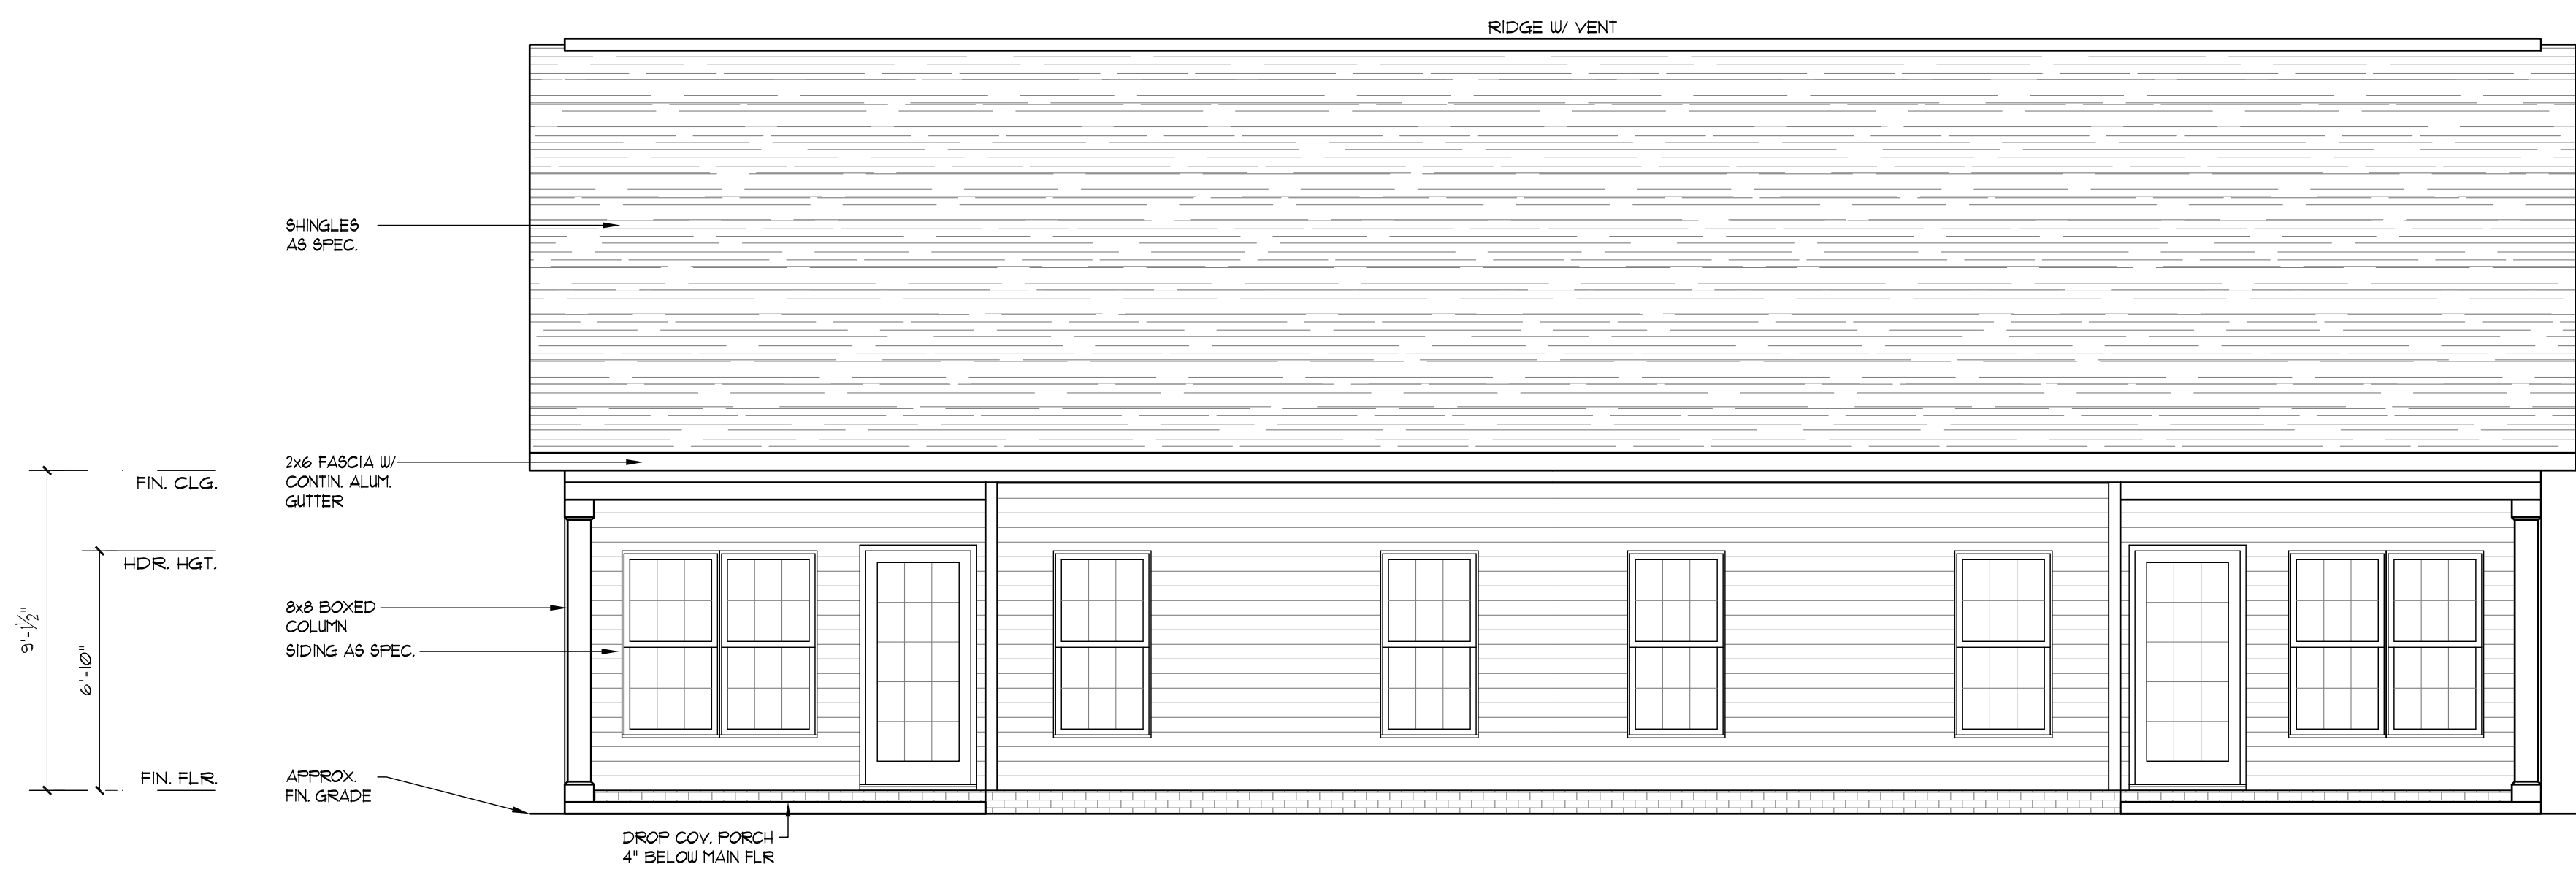 RIDGE W/ VENT
SHINGLES
AS SPEC.
2x6 FASCIA W/
CONTIN. ALUM.
GUTTER
FIN. CLG.
HDR. HGT.
8x8 BOXED
COLUMN
SIDING AS SPEC.
9'-1½"
6'-10"
FIN. FLR.
APPROX.
FIN. GRADE
DROP COV. PORCH
4" BELOW MAIN FLR